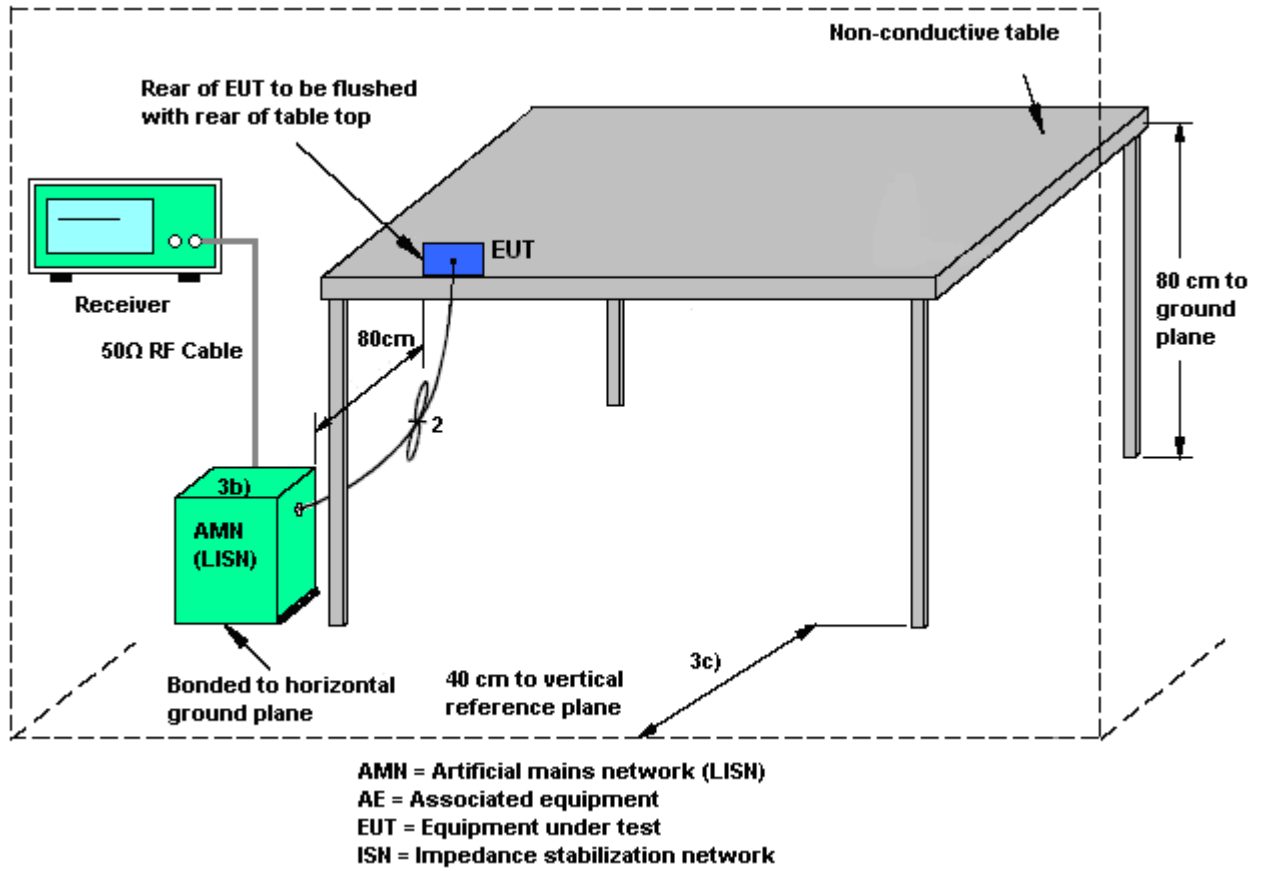 Non-conductive table
Rear of EUT to be flushed
with rear of table top
EUT
Receiver
50Ω RF Cable
80cm
80 cm to
ground
plane
2
3b)
AMN
(LISN)
3c)
Bonded to horizontal
ground plane
40 cm to vertical
reference plane
AMN = Artificial mains network (LISN)
AE = Associated equipment
EUT = Equipment under test
ISN = Impedance stabilization network